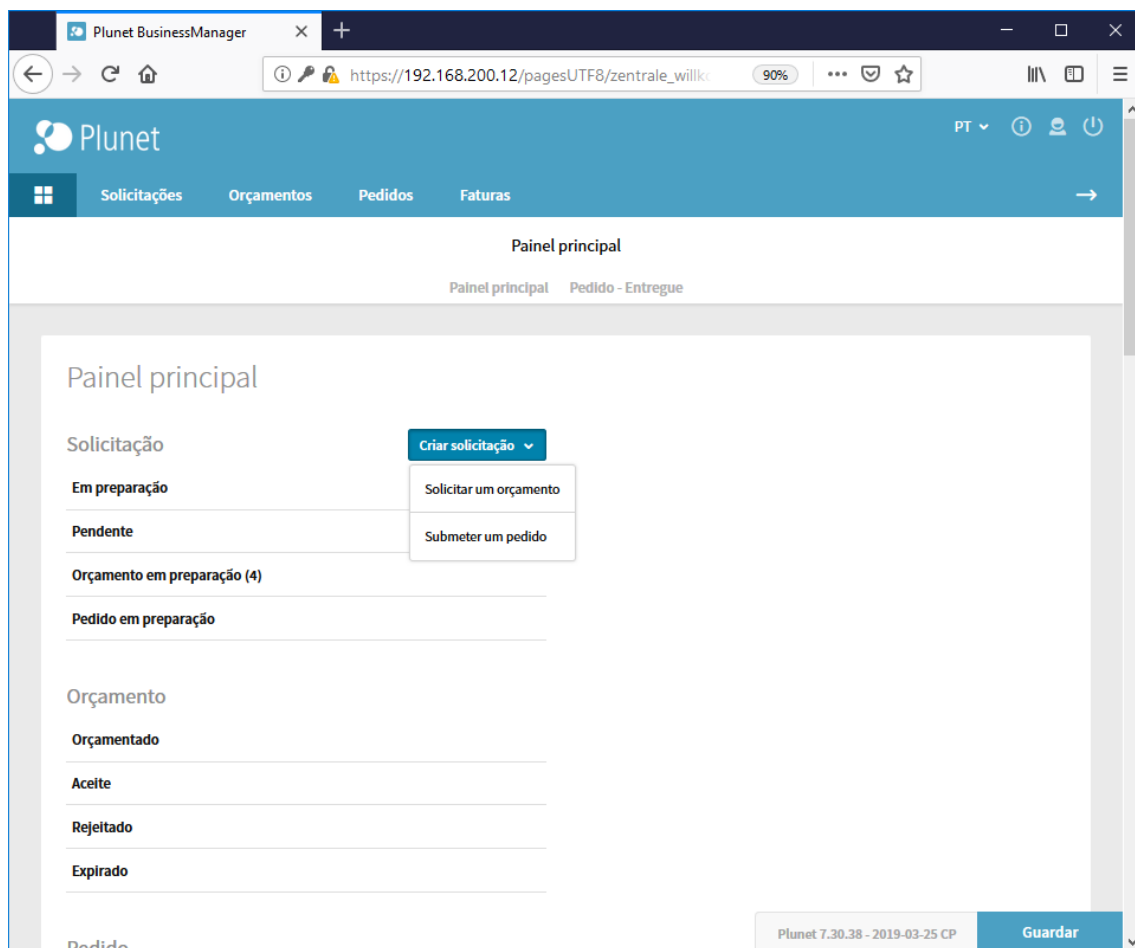 Plunet BusinessManager
https://192.168.200.12/pagesUTF8/zentrale_willk
90%
Plunet
PT
Solicitações Orçamentos Pedidos Faturas
Painel principal
Painel principal Pedido - Entregue
Painel principal
Solicitação
Criar solicitação
Em preparação
Solicitar um orçamento
Pendente
Submeter um pedido
Orçamento em preparação (4)
Pedido em preparação
Orçamento
Orçamentado
Aceite
Rejeitado
Expirado
Pedido
Plunet 7.30.38 - 2019-03-25 CP
Guardar